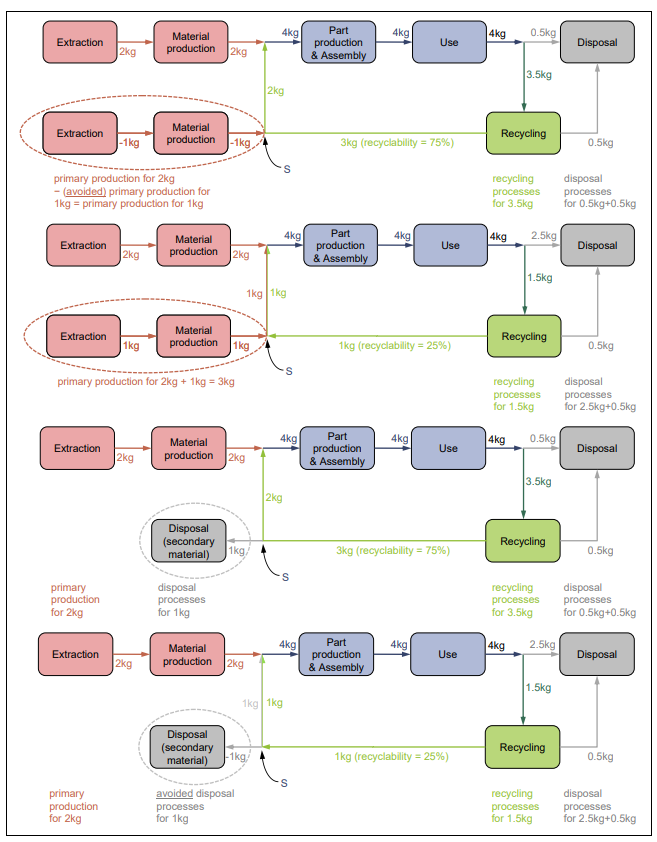 Extraction
2kg
Material
production
2kg
4kg
Part
production
& Assembly
4kg
Use
4kg
0.5kg
Disposal
3.5kg
2kg
Extraction
-1kg
Material
production
-1kg
3kg (recyclability = 75%)
Recycling
0.5kg
S
primary production for 2kg
– (avoided) primary production for
1kg = primary production for 1kg
recycling
processes
for 3.5kg
disposal
processes
for 0.5kg+0.5kg
Extraction
2kg
Material
production
2kg
4kg
Part
production
& Assembly
4kg
Use
4kg
2.5kg
Disposal
1.5kg
1kg
1kg
Extraction
1kg
Material
production
1kg
1kg (recyclability = 25%)
Recycling
0.5kg
S
primary production for 2kg + 1kg = 3kg
recycling
processes
for 1.5kg
disposal
processes
for 2.5kg+0.5kg
Extraction
2kg
Material
production
2kg
4kg
Part
production
& Assembly
4kg
Use
4kg
0.5kg
Disposal
3.5kg
2kg
Disposal
(secondary
material)
1kg
3kg (recyclability = 75%)
Recycling
0.5kg
S
primary
production
for 2kg
disposal
processes
for 1kg
recycling
processes
for 3.5kg
disposal
processes
for 0.5kg+0.5kg
Extraction
2kg
Material
production
2kg
4kg
Part
production
& Assembly
4kg
Use
4kg
2.5kg
Disposal
1.5kg
1kg
1kg
Disposal
(secondary
material)
-1kg
1kg (recyclability = 25%)
Recycling
0.5kg
S
primary
production
for 2kg
avoided disposal
processes
for 1kg
recycling
processes
for 1.5kg
disposal
processes
for 2.5kg+0.5kg